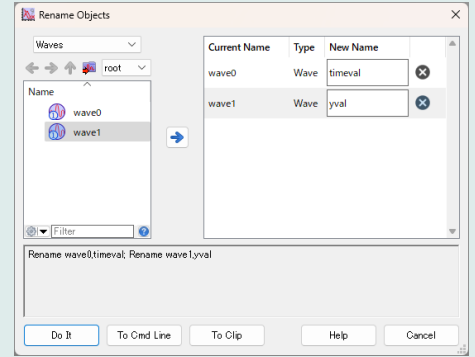 Rename Objects
Waves
root
Name
wave0
wave1
Filter
Current Name Type New Name
wave0 Wave timeval
wave1 Wave yval
Rename wave0,timeval; Rename wave1,yval
Do It To Cmd Line To Clip Help Cancel